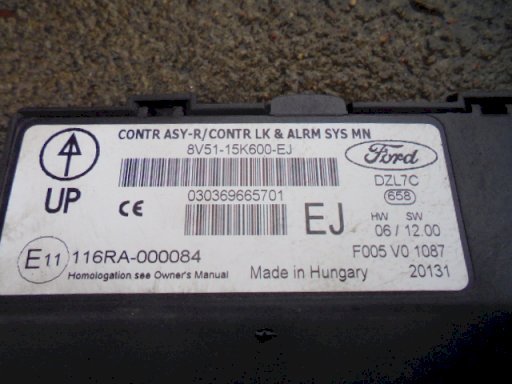 CONTR ASY-R/CONTR LK & ALRM SYS MN
8V51-15K600-EJ
Ford
DZL7C
658
UP
CE
030369665701
EJ
HW SW
06 / 12.00
E11 116RA-000084
F005 V0 1087
Homologation see Owner's Manual
Made in Hungary
20131